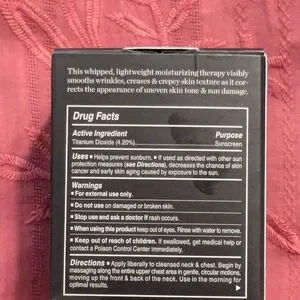 This whipped, lightweight moisturizing therapy visibly
smooths wrinkles, creases & crepey skin texture as it cor-
rects the appearance of uneven skin tone & sun damage.
Drug Facts
Active Ingredient Purpose
Titanium Dioxide (4.20%) Sunscreen
Uses ▪ Helps prevent sunburn. ▪ If used as directed with other sun
protection measures (see Directions), decreases the chance of skin
cancer and early skin aging caused by exposure to the sun.
Warnings
▪ For external use only.
▪ Do not use on damaged or broken skin.
▪ Stop use and ask a doctor if rash occurs.
▪ When using this product keep out of eyes. Rinse with water to remove.
▪ Keep out of reach of children. If swallowed, get medical help or
contact a Poison Control Center immediately.
Directions ▪ Apply liberally to cleansed neck & chest. Begin by
massaging along the entire upper chest area in gentle, circular motions,
moving up the front & back of the neck. Use in the morning for
optimal results.